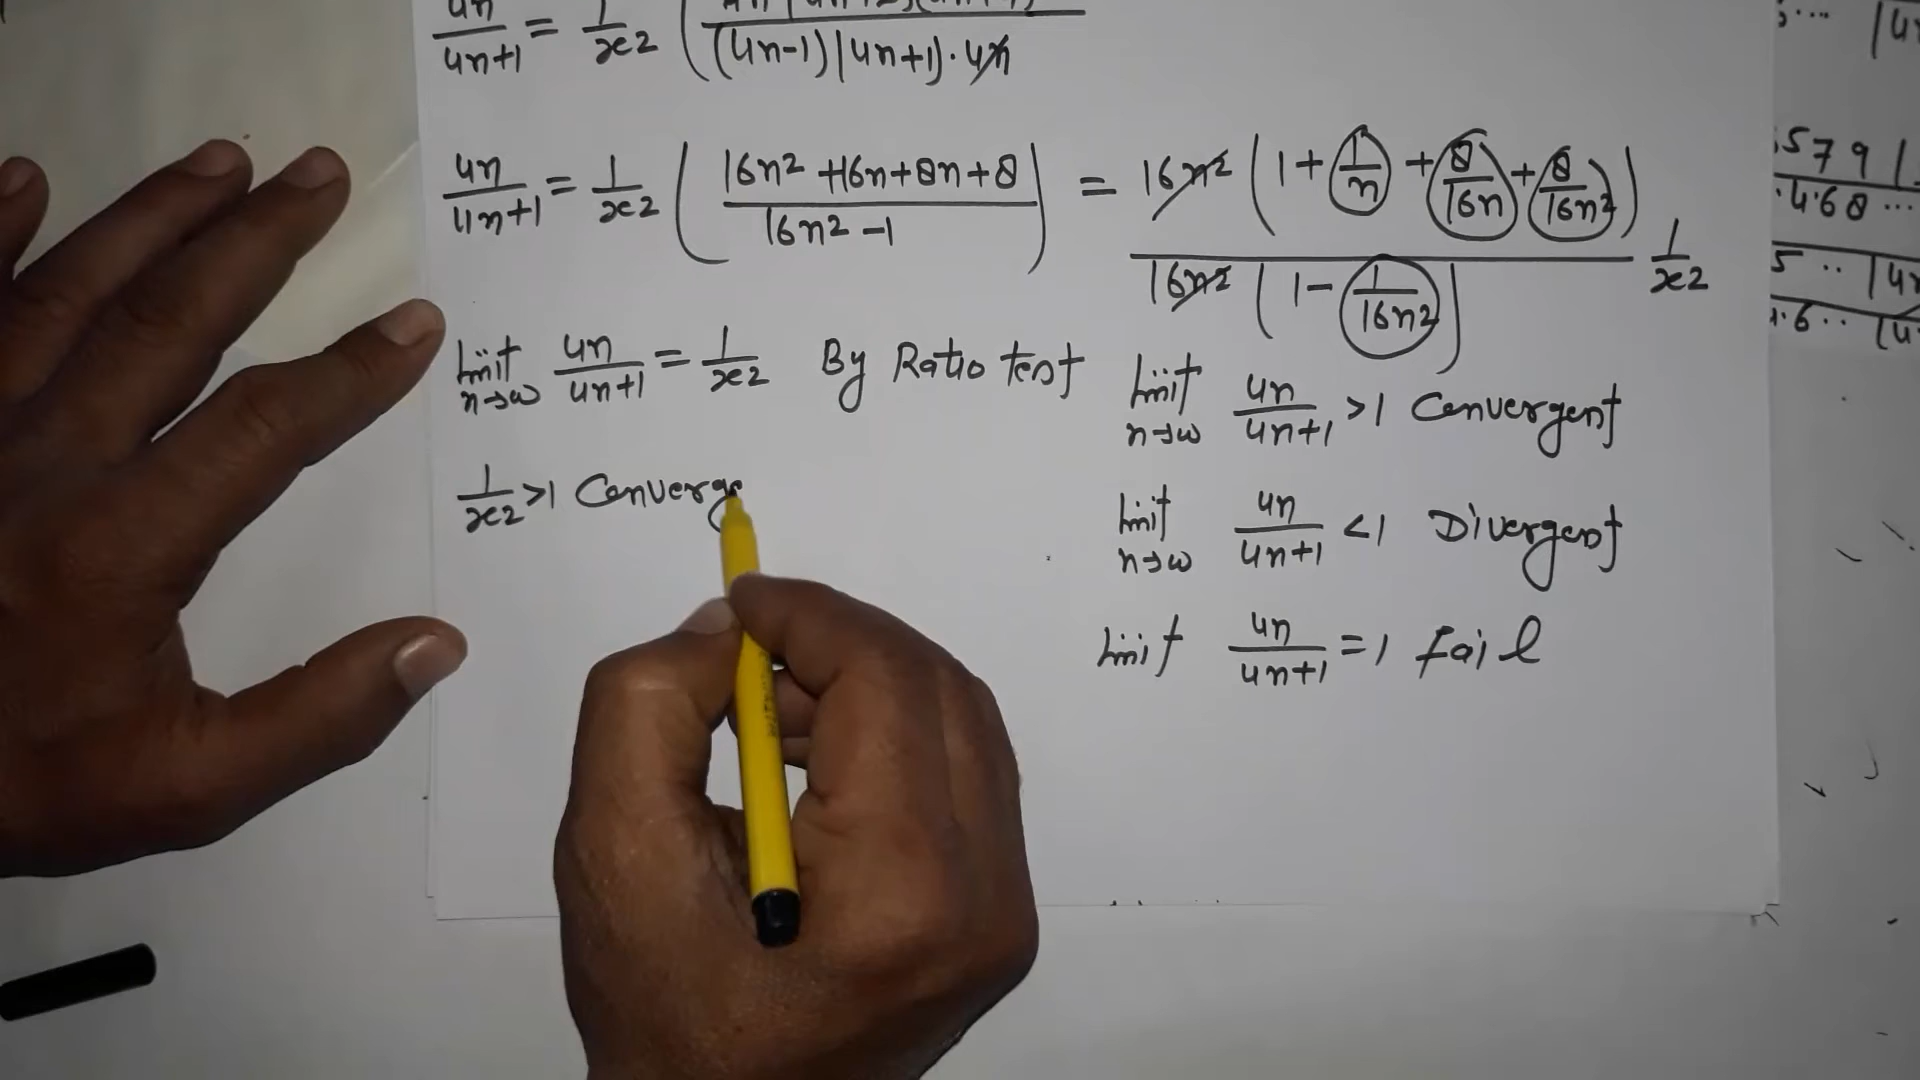 un/un+1 = 1/x2 ( /(4n-1)(4n+1).4n
un/un+1 = 1/x2 (16n2+16n+8n+8/16n2-1) = 16n2(1+1/n+8/16n+8/16n2)/16n2(1-1/16n2) 1/x2
limit n→∞ un/un+1 = 1/x2 By Ratio test
limit n→∞ un/un+1 >1 Convergent
1/x2 >1 Converge
limit n→∞ un/un+1 <1 Divergent
limit un/un+1 =1 fail